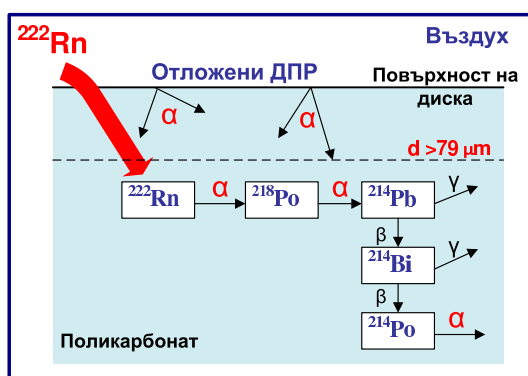 ²²²Rn
Въздух
Отложени ДПР
Повърхност на
диска
α
α
d >79 μm
²²²Rn
α
²¹⁸Po
α
²¹⁴Pb
γ
β
²¹⁴Bi
γ
β
²¹⁴Po
α
Поликарбонат